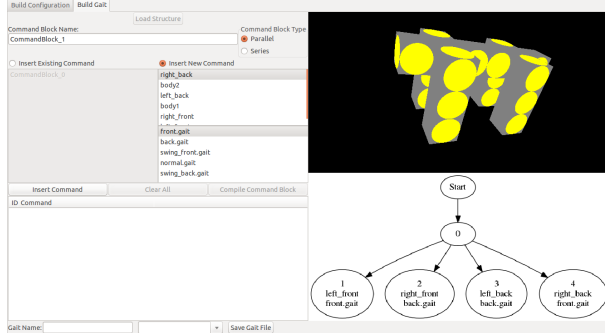 Build Configuration Build Gait
Load Structure
Command Block Name:
Command Block Type
CommandBlock_1
Parallel
Series
Insert Existing Command
Insert New Command
CommandBlock_0
right_back
body2
left_back
body1
right_front
front.gait
back.gait
swing_front.gait
normal.gait
swing_back.gait
Insert Command
Clear All
Compile Command Block
ID Command
Gait Name:
Save Gait File
Start
0
1
left_front
front.gait
2
right_front
back.gait
3
left_back
back.gait
4
right_back
front.gait